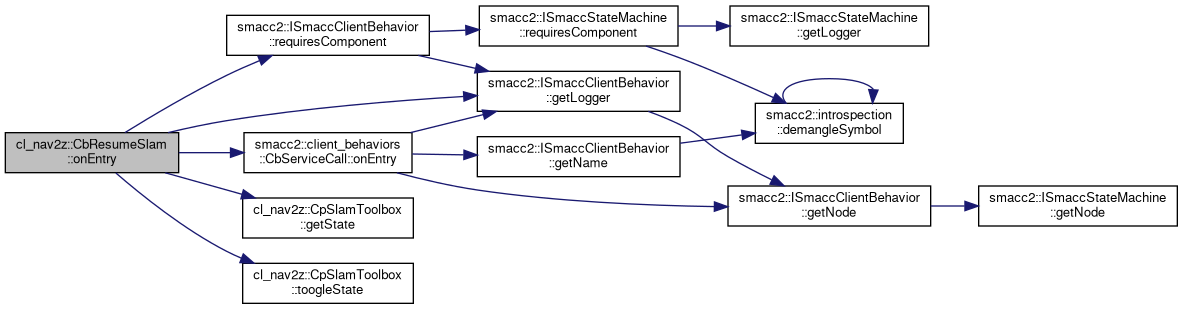 cl_nav2z::CbResumeSlam
::onEntry
smacc2::ISmaccClientBehavior
::requiresComponent
smacc2::ISmaccStateMachine
::requiresComponent
smacc2::ISmaccStateMachine
::getLogger
smacc2::ISmaccClientBehavior
::getLogger
smacc2::introspection
::demangleSymbol
smacc2::client_behaviors
::CbServiceCall::onEntry
smacc2::ISmaccClientBehavior
::getName
smacc2::ISmaccClientBehavior
::getNode
smacc2::ISmaccStateMachine
::getNode
cl_nav2z::CpSlamToolbox
::getState
cl_nav2z::CpSlamToolbox
::toogleState